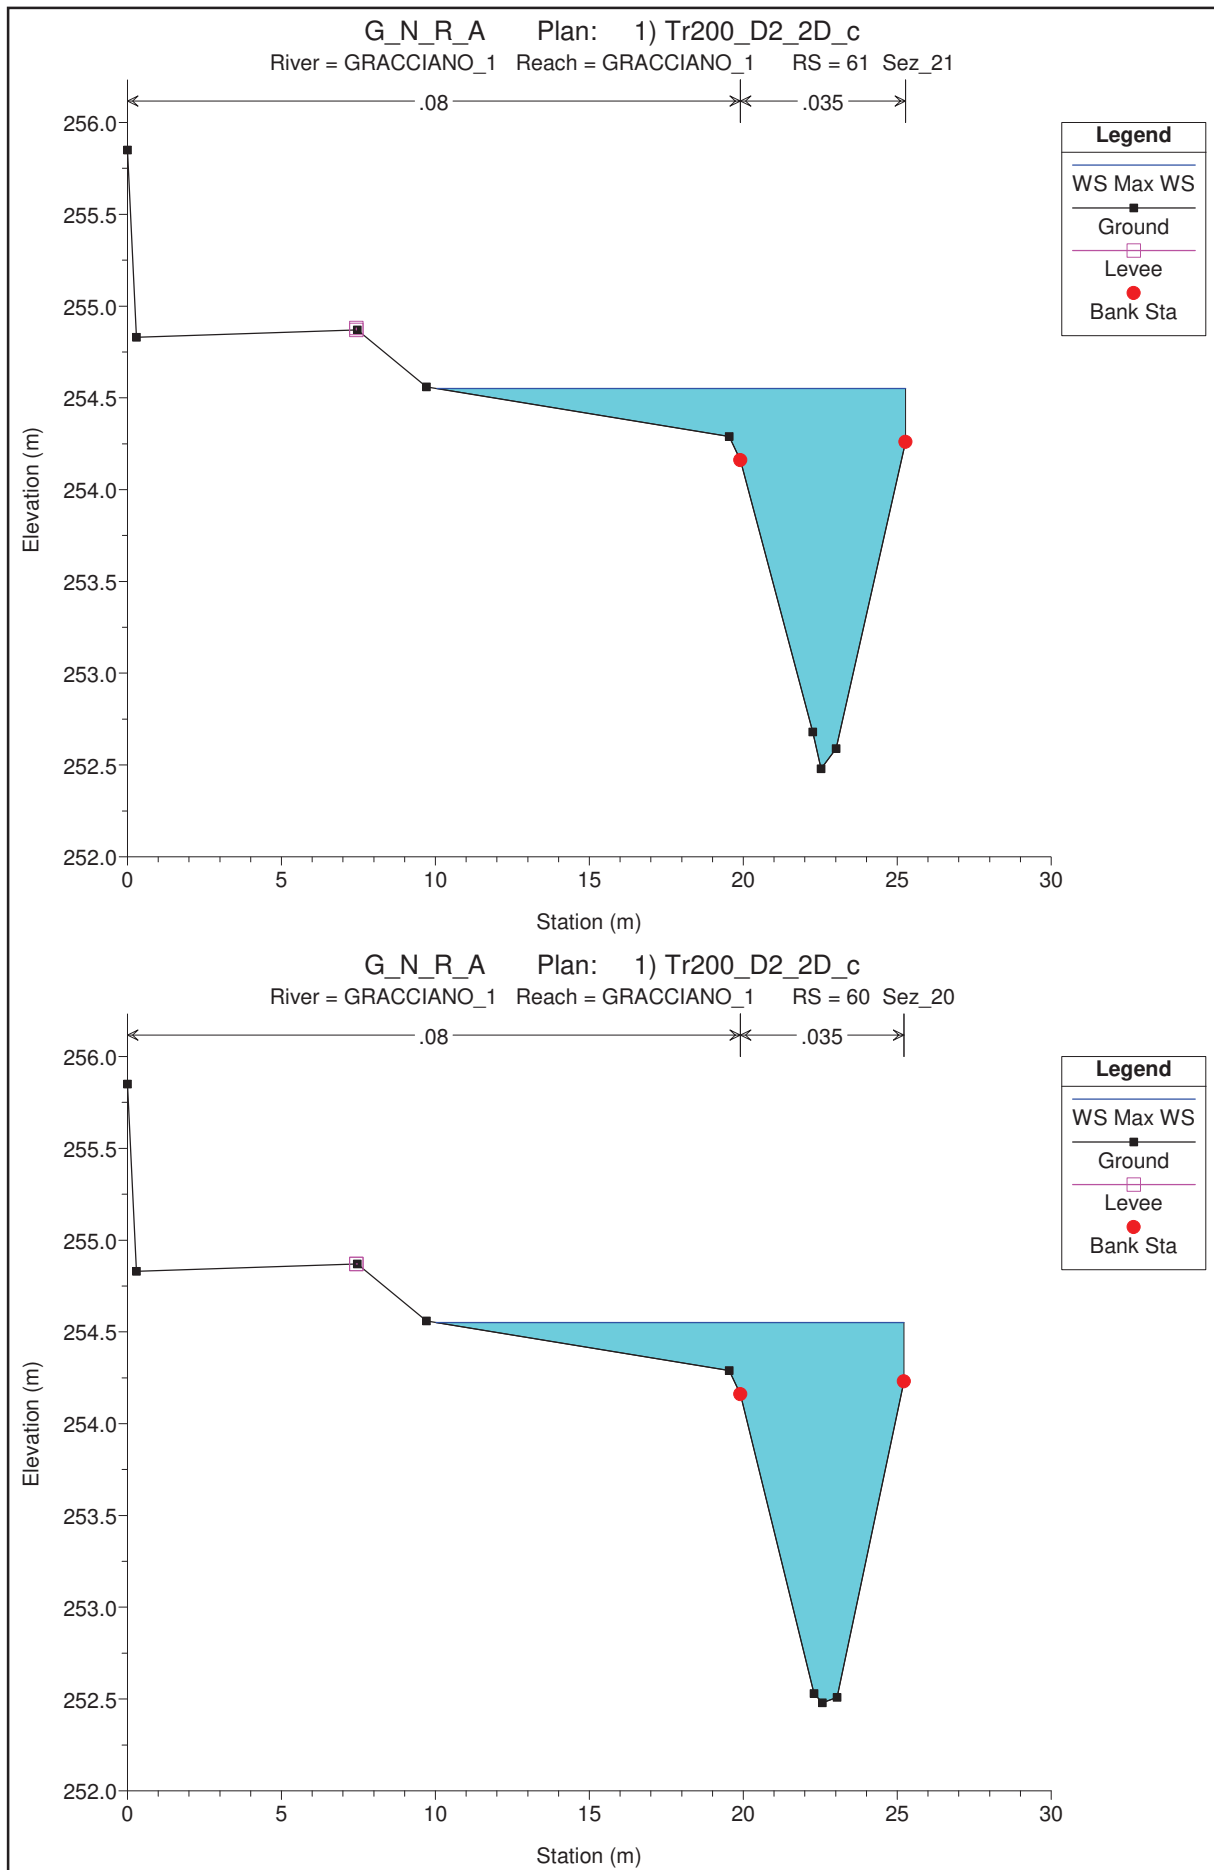 G_N_R_A Plan: 1) Tr200_D2_2D_c
River = GRACCIANO_1 Reach = GRACCIANO_1 RS = 61 Sez_21
.08
.035
256.0
255.5
255.0
254.5
254.0
253.5
253.0
252.5
252.0
Elevation (m)
0 5 10 15 20 25 30
Station (m)
Legend
WS Max WS
Ground
Levee
Bank Sta
G_N_R_A Plan: 1) Tr200_D2_2D_c
River = GRACCIANO_1 Reach = GRACCIANO_1 RS = 60 Sez_20
.08
.035
256.0
255.5
255.0
254.5
254.0
253.5
253.0
252.5
252.0
Elevation (m)
0 5 10 15 20 25 30
Station (m)
Legend
WS Max WS
Ground
Levee
Bank Sta